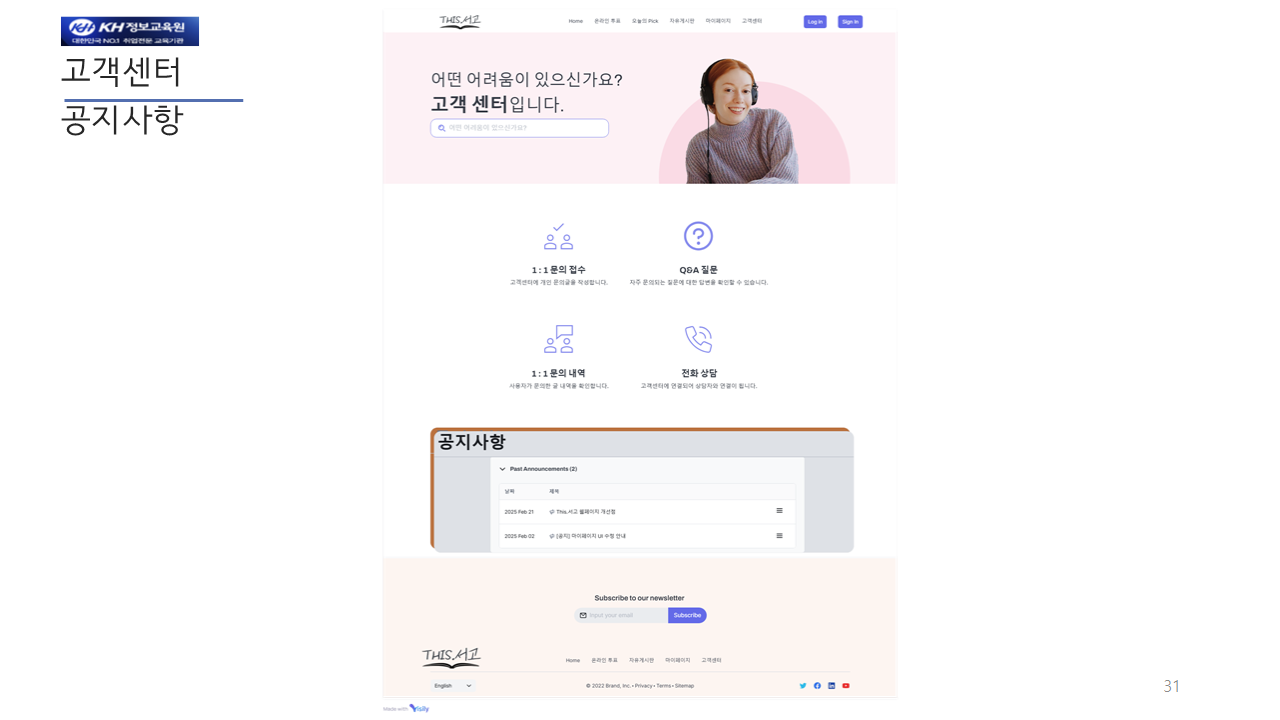 KH 정보교육원
대한민국 NO.1 취업전문 교육기관
고객센터
공지사항
THIS.서고
Home 온라인 투표 오늘의 Pick 자유게시판 마이페이지 고객센터 Log in Sign in
어떤 어려움이 있으신가요?
고객 센터입니다.
어떤 어려움이 있으신가요?
1 : 1 문의 접수
고객센터에 개인 문의글을 작성합니다.
Q&A 질문
자주 문의되는 질문에 대한 답변을 확인할 수 있습니다.
1 : 1 문의 내역
사용자가 문의한 글 내역을 확인합니다.
전화 상담
고객센터에 연결되어 상담자와 연결이 됩니다.
공지사항
Past Announcements (2)
날짜 제목
2025 Feb 21 This.서고 웹페이지 개선점
2025 Feb 02 [공지] 마이페이지 UI 수정 안내
Subscribe to our newsletter
Input your email Subscribe
THIS.서고
Home 온라인 투표 자유게시판 마이페이지 고객센터
English © 2022 Brand, Inc. • Privacy • Terms • Sitemap
Made with Visily
31